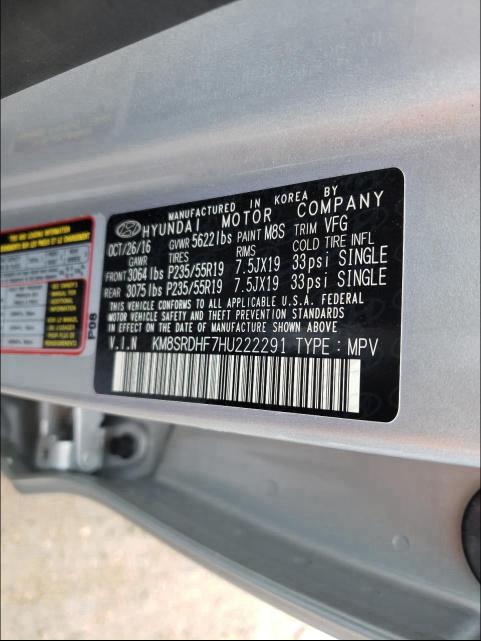 MANUFACTURED IN KOREA BY
HYUNDAI MOTOR COMPANY
OCT/26/16 GVWR 5622lbs PAINT M8S TRIM VFG
GAWR TIRES RIMS COLD TIRE INFL
FRONT 3064lbs P235/55R19 7.5JX19 33psi SINGLE
REAR 3075lbs P235/55R19 7.5JX19 33psi SINGLE
THIS VEHICLE CONFORMS TO ALL APPLICABLE U.S.A. FEDERAL
MOTOR VEHICLE SAFETY, BUMPER, AND THEFT PREVENTION STANDARDS
IN EFFECT ON THE DATE OF MANUFACTURE SHOWN ABOVE.
V.I.N KM8SRDHF7HU222291 TYPE : MPV
P08